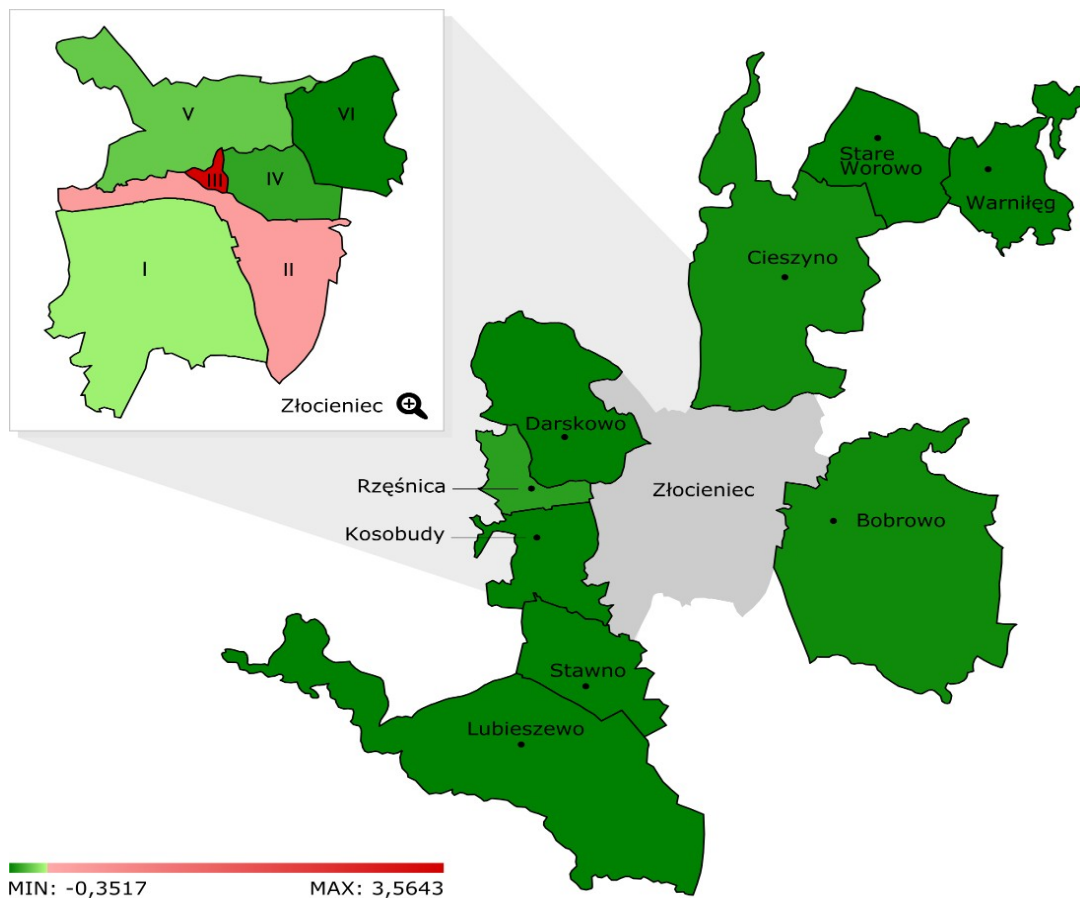 V
VI
III
IV
I
II
Złocieniec
Stare
Worowo
Warniłęg
Cieszyno
Darskowo
Rzęśnica
Złocieniec
Kosobudy
Bobrowo
Stawno
Lubieszewo
MIN: -0,3517
MAX: 3,5643